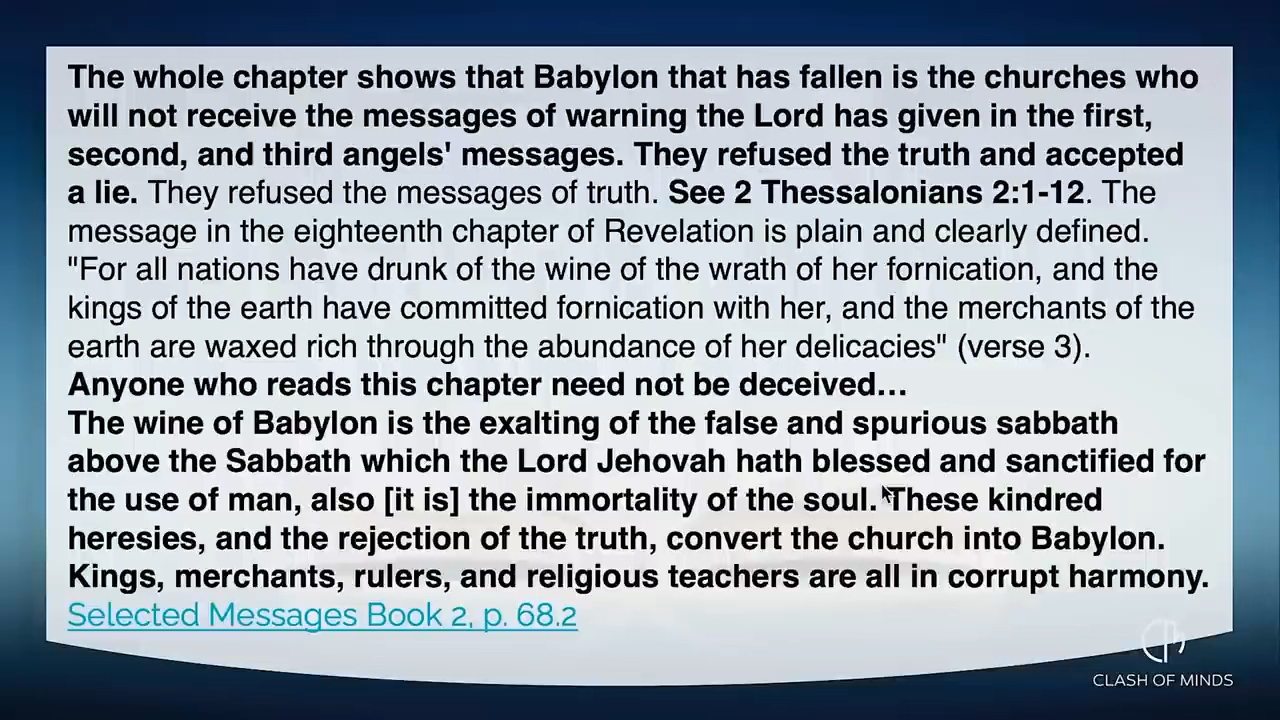 The whole chapter shows that Babylon that has fallen is the churches who
will not receive the messages of warning the Lord has given in the first,
second, and third angels' messages. They refused the truth and accepted
a lie. They refused the messages of truth. See 2 Thessalonians 2:1-12. The
message in the eighteenth chapter of Revelation is plain and clearly defined.
"For all nations have drunk of the wine of the wrath of her fornication, and the
kings of the earth have committed fornication with her, and the merchants of the
earth are waxed rich through the abundance of her delicacies" (verse 3).
Anyone who reads this chapter need not be deceived…
The wine of Babylon is the exalting of the false and spurious sabbath
above the Sabbath which the Lord Jehovah hath blessed and sanctified for
the use of man, also [it is] the immortality of the soul. These kindred
heresies, and the rejection of the truth, convert the church into Babylon.
Kings, merchants, rulers, and religious teachers are all in corrupt harmony.
Selected Messages Book 2, p. 68.2
CLASH OF MINDS